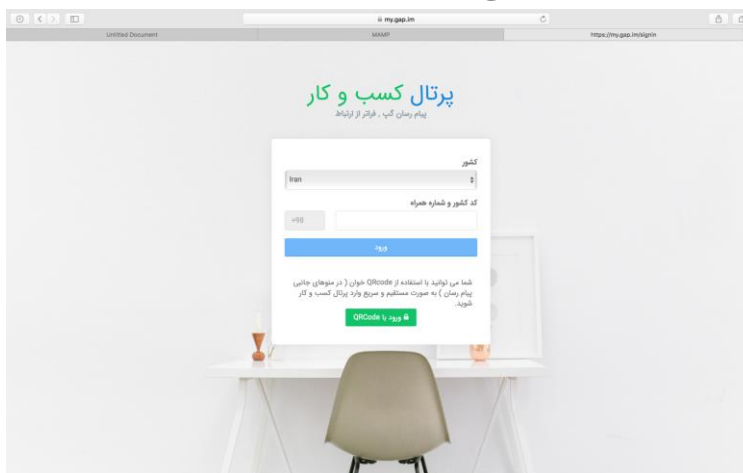 my.gap.im
Untitled Document
MAMP
https://my.gap.im/signin
پرتال کسب و کار
پیام رسان گپ , فراتر از ارتباط
کشور
Iran
کد کشور و شماره همراه
+98
ورود
شما می توانید با استفاده از QRcode خوان ( در منوهای جانبی
پیام رسان ) به صورت مستقیم و سریع وارد پرتال کسب و کار
شوید.
ورود با QRCode